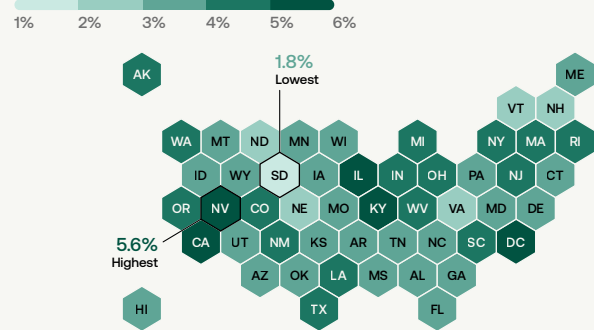 1% 2% 3% 4% 5% 6%
1.8%
Lowest
AK ME
VT NH
WA MT ND MN WI MI NY MA RI
ID WY SD IA IL IN OH PA NJ CT
OR NV CO NE MO KY WV VA MD DE
5.6%
Highest
CA UT NM KS AR TN NC SC DC
AZ OK LA MS AL GA
HI TX FL